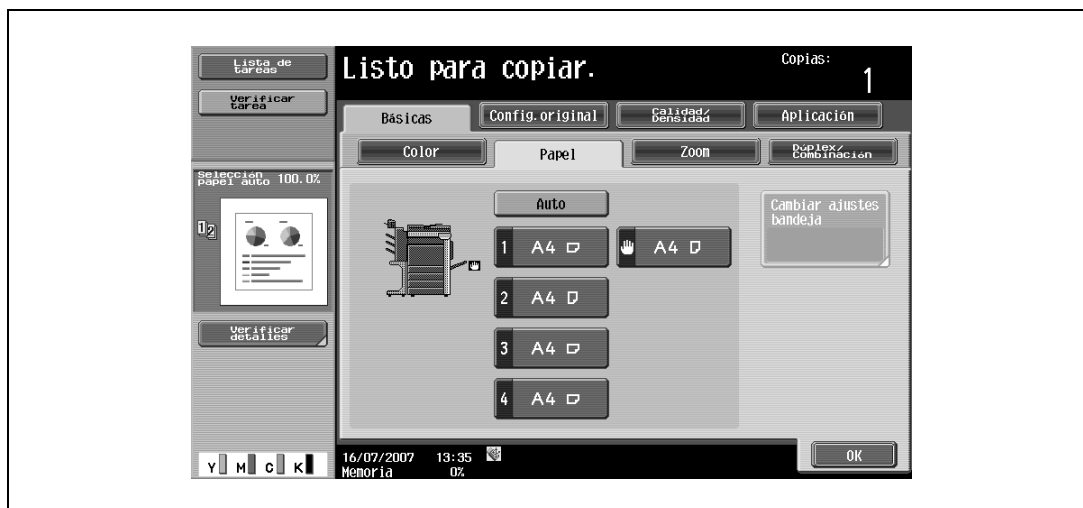 Lista de
tareas
Verificar
tarea
Listo para copiar.
Copias:
1
Básicas
Config.original
Calidad/
Densidad
Aplicación
Color
Papel
Zoom
Dúplex/
Combinación
Selección
papel auto 100.0%
12
Verificar
detalles
Auto
1 A4
A4
2 A4
3 A4
4 A4
Cambiar ajustes
bandeja
Y M C K
16/07/2007 13:35
Memoria 0%
OK